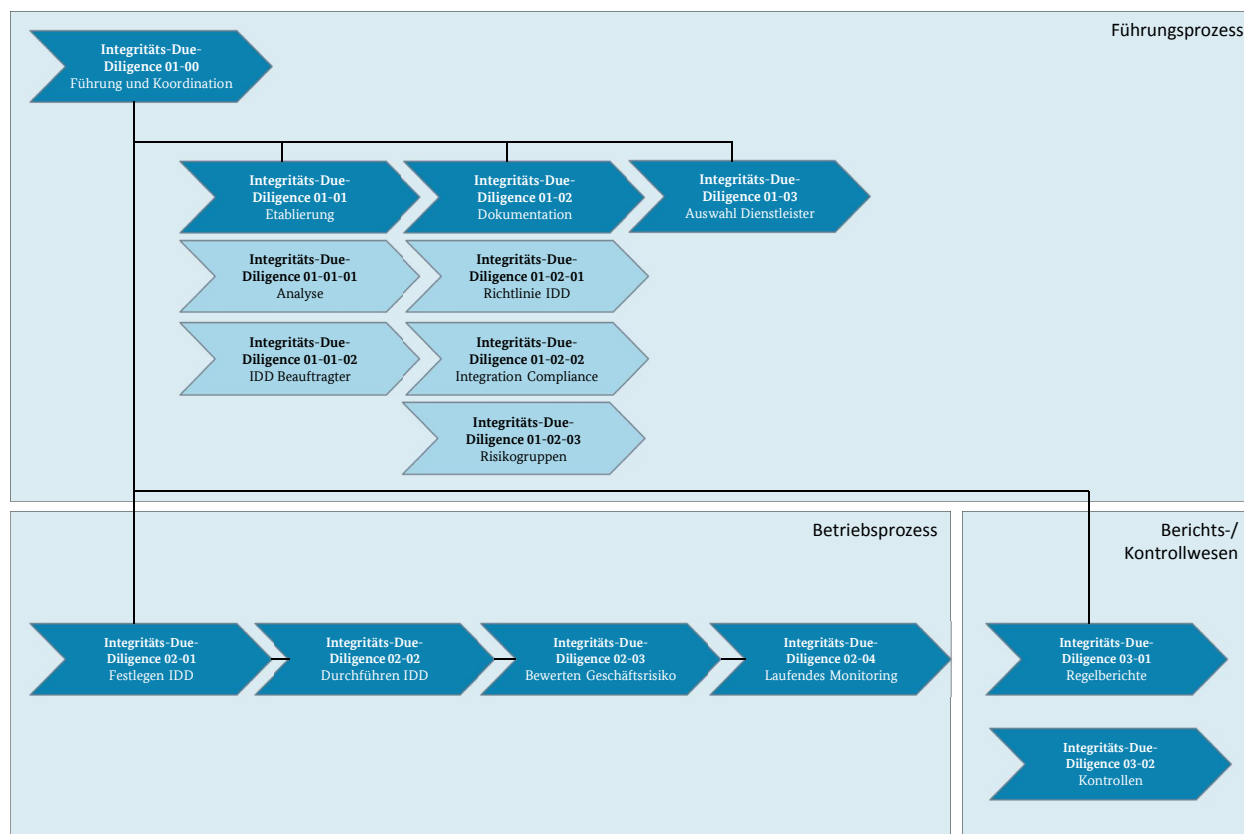 Führungsprozess
Integritäts-Due-
Diligence 01-00
Führung und Koordination
Integritäts-Due-
Diligence 01-01
Etablierung
Integritäts-Due-
Diligence 01-02
Dokumentation
Integritäts-Due-
Diligence 01-03
Auswahl Dienstleister
Integritäts-Due-
Diligence 01-01-01
Analyse
Integritäts-Due-
Diligence 01-02-01
Richtlinie IDD
Integritäts-Due-
Diligence 01-01-02
IDD Beauftragter
Integritäts-Due-
Diligence 01-02-02
Integration Compliance
Integritäts-Due-
Diligence 01-02-03
Risikogruppen
Betriebsprozess
Integritäts-Due-
Diligence 02-01
Festlegen IDD
Integritäts-Due-
Diligence 02-02
Durchführen IDD
Integritäts-Due-
Diligence 02-03
Bewerten Geschäftsrisiko
Integritäts-Due-
Diligence 02-04
Laufendes Monitoring
Berichts-/
Kontrollwesen
Integritäts-Due-
Diligence 03-01
Regelberichte
Integritäts-Due-
Diligence 03-02
Kontrollen